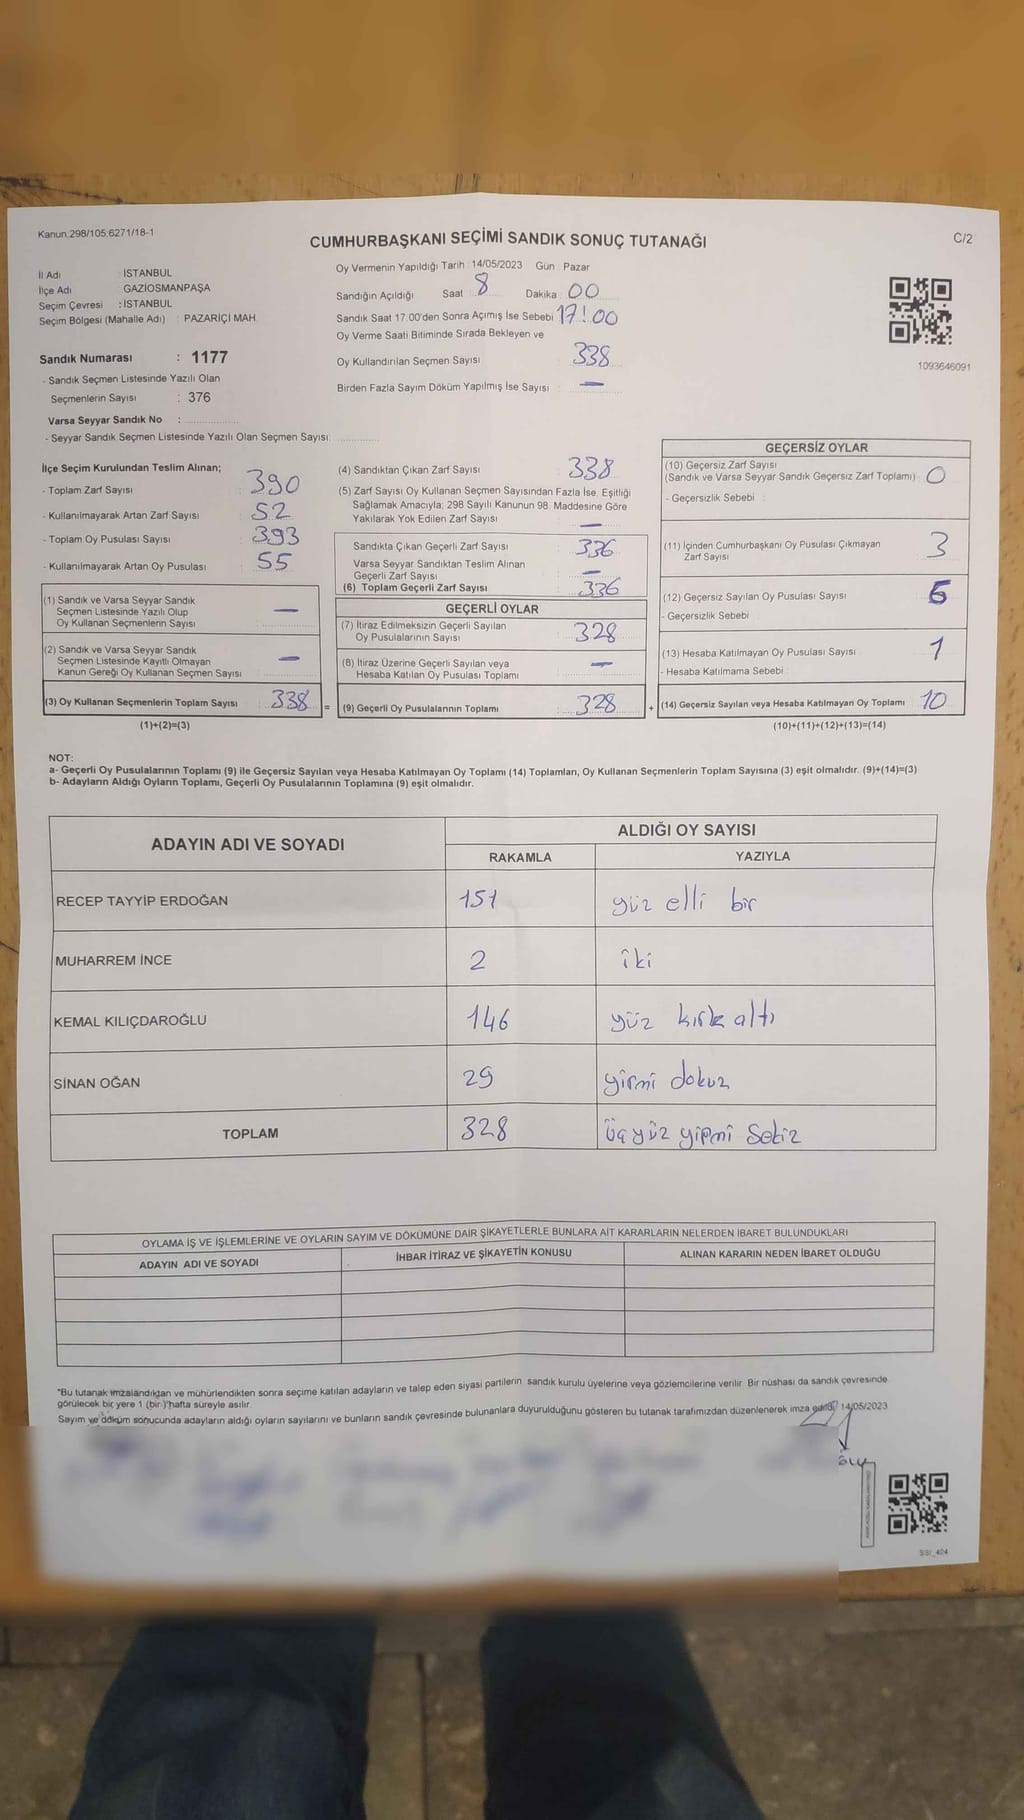 Kanun:298/105;6271/18-1
C/2
CUMHURBAŞKANI SEÇİMİ SANDIK SONUÇ TUTANAĞI
İl Adı : İSTANBUL
İlçe Adı : GAZİOSMANPAŞA
Seçim Çevresi : İSTANBUL
Seçim Bölgesi (Mahalle Adı) : PAZARİÇİ MAH.
Sandık Numarası : 1177
- Sandık Seçmen Listesinde Yazılı Olan
Seçmenlerin Sayısı : 376
Varsa Seyyar Sandık No :
- Seyyar Sandık Seçmen Listesinde Yazılı Olan Seçmen Sayısı:
Oy Vermenin Yapıldığı Tarih : 14/05/2023 Gün : Pazar
Sandığın Açıldığı Saat : 8 Dakika : 00
Sandık Saat 17.00'den Sonra Açımış İse Sebebi 17:00
Oy Verme Saati Bitiminde Sırada Bekleyen ve
Oy Kullandırılan Seçmen Sayısı : 338
Birden Fazla Sayım Döküm Yapılmış İse Sayısı : —
1093646091
İlçe Seçim Kurulundan Teslim Alınan;
- Toplam Zarf Sayısı : 390
- Kullanılmayarak Artan Zarf Sayısı : 52
- Toplam Oy Pusulası Sayısı : 393
- Kullanılmayarak Artan Oy Pusulası : 55
(1) Sandık ve Varsa Seyyar Sandık
Seçmen Listesinde Yazılı Olup
Oy Kullanan Seçmenlerin Sayısı : —
(2) Sandık ve Varsa Seyyar Sandık
Seçmen Listesinde Kayıtlı Olmayan
Kanun Gereği Oy Kullanan Seçmen Sayısı : —
(3) Oy Kullanan Seçmenlerin Toplam Sayısı : 338 =
(1)+(2)=(3)
(4) Sandıktan Çıkan Zarf Sayısı : 338
(5) Zarf Sayısı Oy Kullanan Seçmen Sayısından Fazla İse, Eşitliği
Sağlamak Amacıyla; 298 Sayılı Kanunun 98. Maddesine Göre
Yakılarak Yok Edilen Zarf Sayısı : —
Sandıkta Çıkan Geçerli Zarf Sayısı : 336
Varsa Seyyar Sandıktan Teslim Alınan
Geçerli Zarf Sayısı : —
(6) Toplam Geçerli Zarf Sayısı : 336
GEÇERLİ OYLAR
(7) İtiraz Edilmeksizin Geçerli Sayılan
Oy Pusulalarının Sayısı : 328
(8) İtiraz Üzerine Geçerli Sayılan veya
Hesaba Katılan Oy Pusulası Toplamı : —
(9) Geçerli Oy Pusulalarının Toplamı : 328 +
GEÇERSİZ OYLAR
(10) Geçersiz Zarf Sayısı
(Sandık ve Varsa Seyyar Sandık Geçersiz Zarf Toplamı) : 0
- Geçersizlik Sebebi :
(11) İçinden Cumhurbaşkanı Oy Pusulası Çıkmayan
Zarf Sayısı 3
(12) Geçersiz Sayılan Oy Pusulası Sayısı : 6
- Geçersizlik Sebebi
(13) Hesaba Katılmayan Oy Pusulası Sayısı : 1
- Hesaba Katılmama Sebebi :
(14) Geçersiz Sayılan veya Hesaba Katılmayan Oy Toplamı : 10
(10)+(11)+(12)+(13)=(14)
NOT:
a- Geçerli Oy Pusulalarının Toplamı (9) ile Geçersiz Sayılan veya Hesaba Katılmayan Oy Toplamı (14) Toplamları, Oy Kullanan Seçmenlerin Toplam Sayısına (3) eşit olmalıdır. (9)+(14)=(3)
b- Adayların Aldığı Oyların Toplamı, Geçerli Oy Pusulalarının Toplamına (9) eşit olmalıdır.
ADAYIN ADI VE SOYADI ALDIĞI OY SAYISI
RAKAMLA YAZIYLA
RECEP TAYYİP ERDOĞAN 151 yüz elli bir
MUHARREM İNCE 2 iki
KEMAL KILIÇDAROĞLU 146 yüz kırk altı
SİNAN OĞAN 29 yirmi dokuz
TOPLAM 328 üçyüz yirmi sekiz
OYLAMA İŞ VE İŞLEMLERİNE VE OYLARIN SAYIM VE DÖKÜMÜNE DAİR ŞİKAYETLERLE BUNLARA AİT KARARLARIN NELERDEN İBARET BULUNDUKLARI
ADAYIN ADI VE SOYADI İHBAR İTİRAZ VE ŞİKAYETİN KONUSU ALINAN KARARIN NEDEN İBARET OLDUĞU
*Bu tutanak imzalandıktan ve mühürlendikten sonra seçime katılan adayların ve talep eden siyasi partilerin sandık kurulu üyelerine veya gözlemcilerine verilir. Bir nüshası da sandık çevresinde
görülecek bir yere 1 (bir) hafta süreyle asılır.
Sayım ve döküm sonucunda adayların aldığı oyların sayılarını ve bunların sandık çevresinde bulunanlara duyurulduğunu gösteren bu tutanak tarafımızdan düzenlenerek imza edildi. 14/05/2023